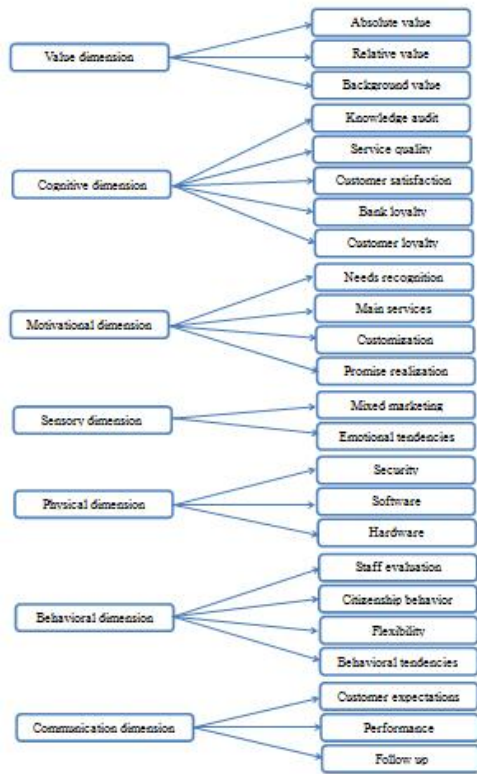 Value dimension
Absolute value
Relative value
Background value
Cognitive dimension
Knowledge audit
Service quality
Customer satisfaction
Bank loyalty
Customer loyalty
Motivational dimension
Needs recognition
Main services
Customization
Promise realization
Sensory dimension
Mixed marketing
Emotional tendencies
Physical dimension
Security
Software
Hardware
Behavioral dimension
Staff evaluation
Citizenship behavior
Flexibility
Behavioral tendencies
Communication dimension
Customer expectations
Performance
Follow up